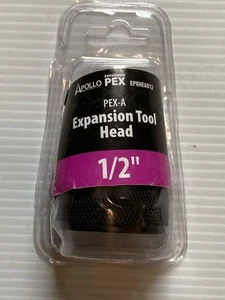 APOLLO EXPANSION PEX EPXHEAD12
PEX-A
Expansion Tool
Head
1/2"